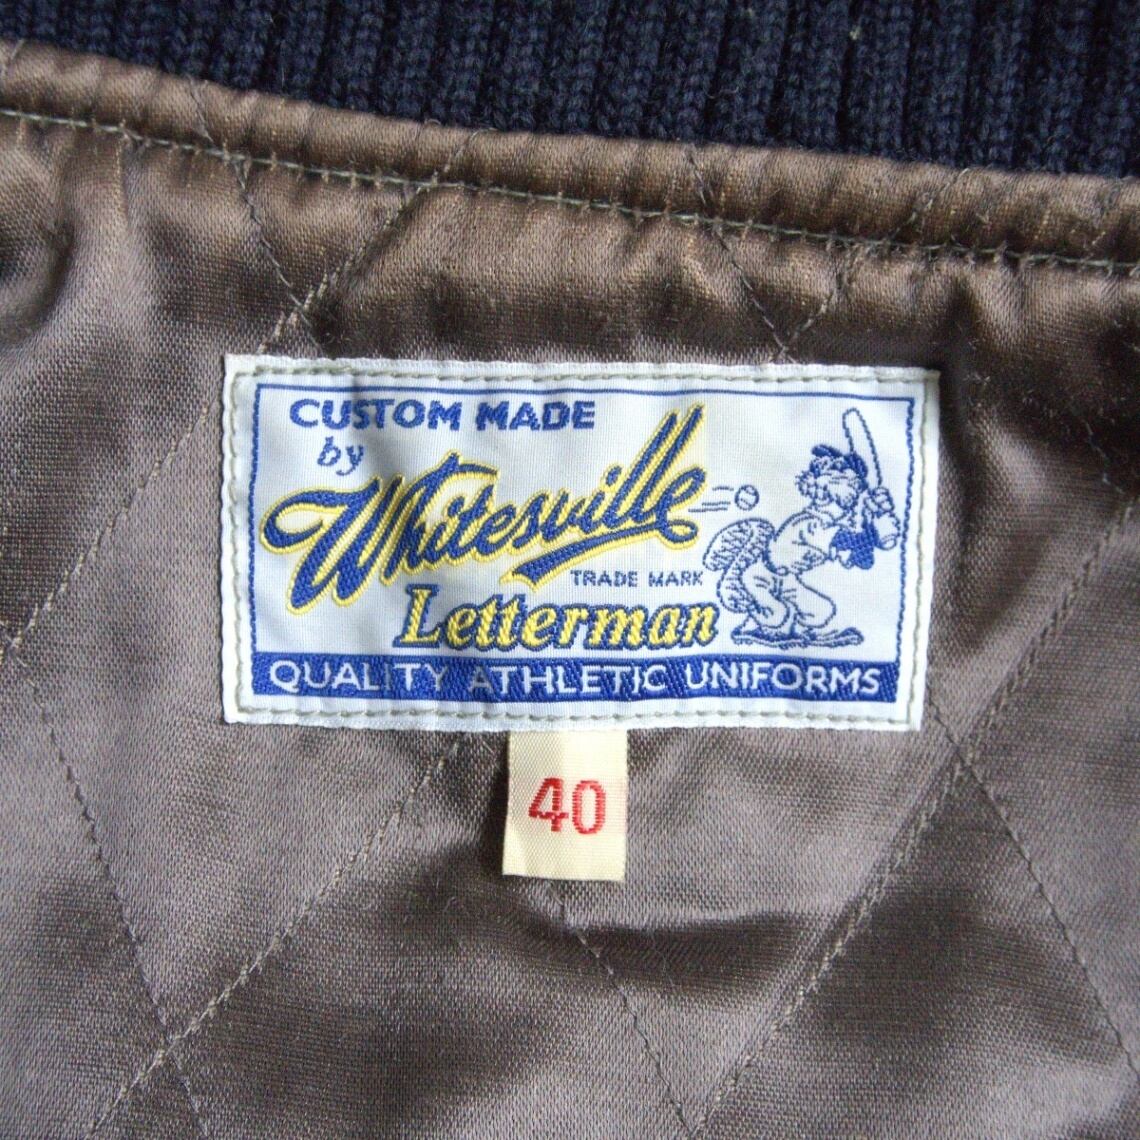 CUSTOM MADE
by
Whitesville
TRADE MARK
Letterman
QUALITY ATHLETIC UNIFORMS
40